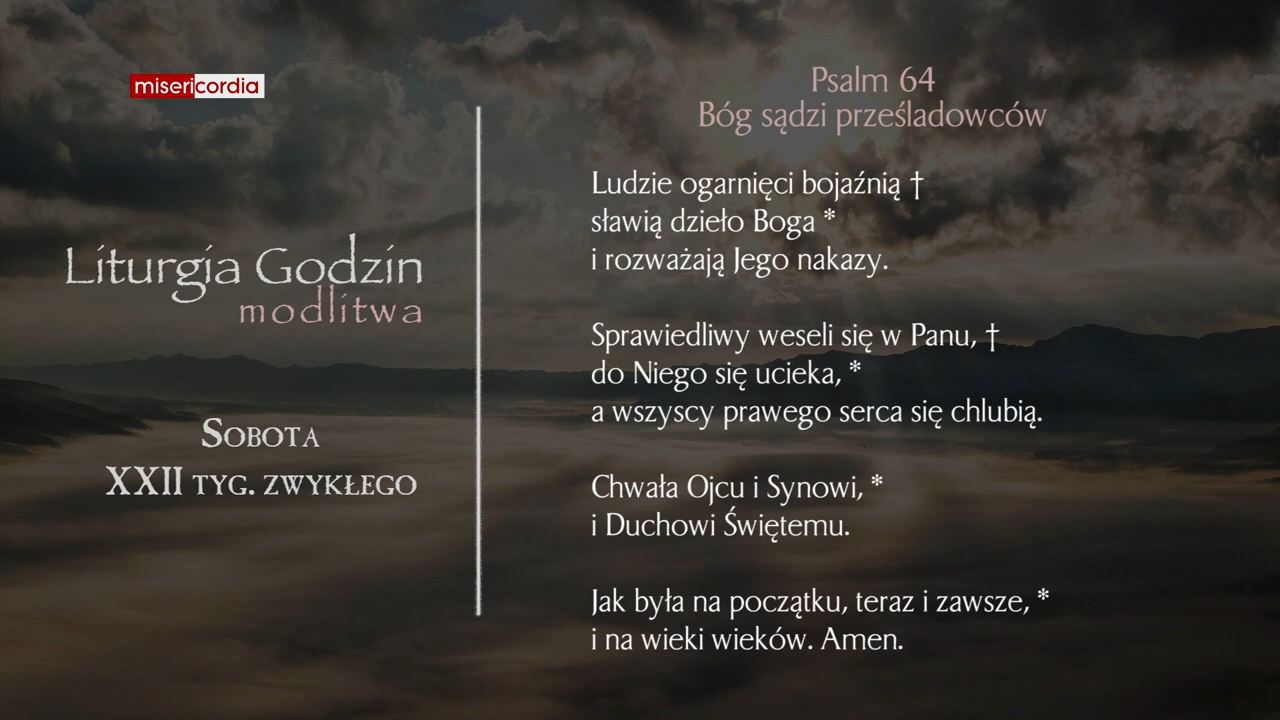 misericordia
Liturgia Godzin
modlitwa
Sobota
XXII tyg. zwykłego
Psalm 64
Bóg sądzi prześladowców
Ludzie ogarnięci bojaźnią †
sławią dzieło Boga *
i rozważają Jego nakazy.
Sprawiedliwy weseli się w Panu, †
do Niego się ucieka, *
a wszyscy prawego serca się chlubią.
Chwała Ojcu i Synowi, *
i Duchowi Świętemu.
Jak była na początku, teraz i zawsze, *
i na wieki wieków. Amen.